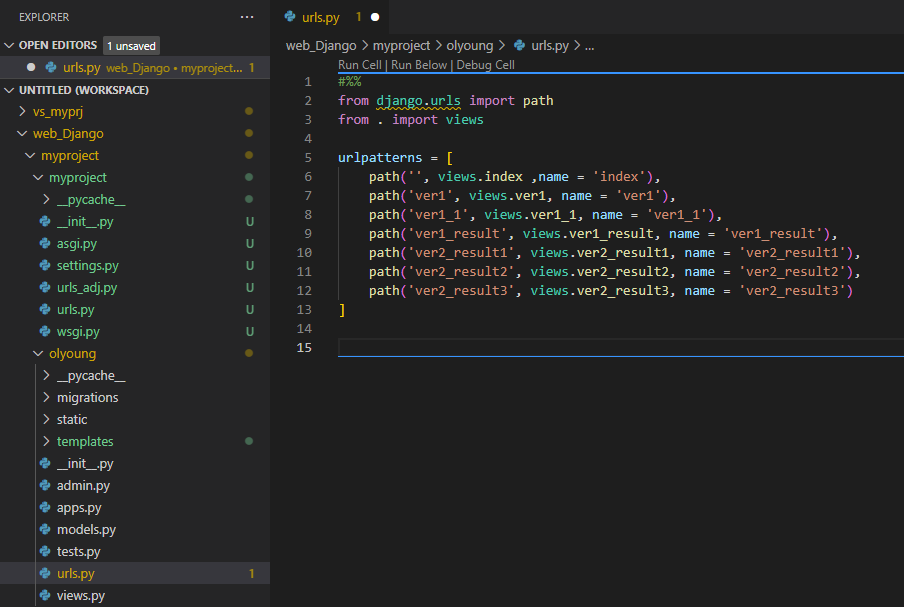 EXPLORER ...
OPEN EDITORS 1 unsaved
urls.py web_Django • myproject... 1
UNTITLED (WORKSPACE)
vs_myprj
web_Django
myproject
myproject
__pycache__
__init__.py U
asgi.py U
settings.py U
urls_adj.py U
urls.py U
wsgi.py U
olyoung
__pycache__
migrations
static
templates
__init__.py
admin.py
apps.py
models.py
tests.py
urls.py 1
views.py
urls.py 1
web_Django > myproject > olyoung > urls.py > ...
Run Cell | Run Below | Debug Cell
1 #%%
2 from django.urls import path
3 from . import views
4
5 urlpatterns = [
6     path('', views.index ,name = 'index'),
7     path('ver1', views.ver1, name = 'ver1'),
8     path('ver1_1', views.ver1_1, name = 'ver1_1'),
9     path('ver1_result', views.ver1_result, name = 'ver1_result'),
10     path('ver2_result1', views.ver2_result1, name = 'ver2_result1'),
11     path('ver2_result2', views.ver2_result2, name = 'ver2_result2'),
12     path('ver2_result3', views.ver2_result3, name = 'ver2_result3')
13 ]
14
15